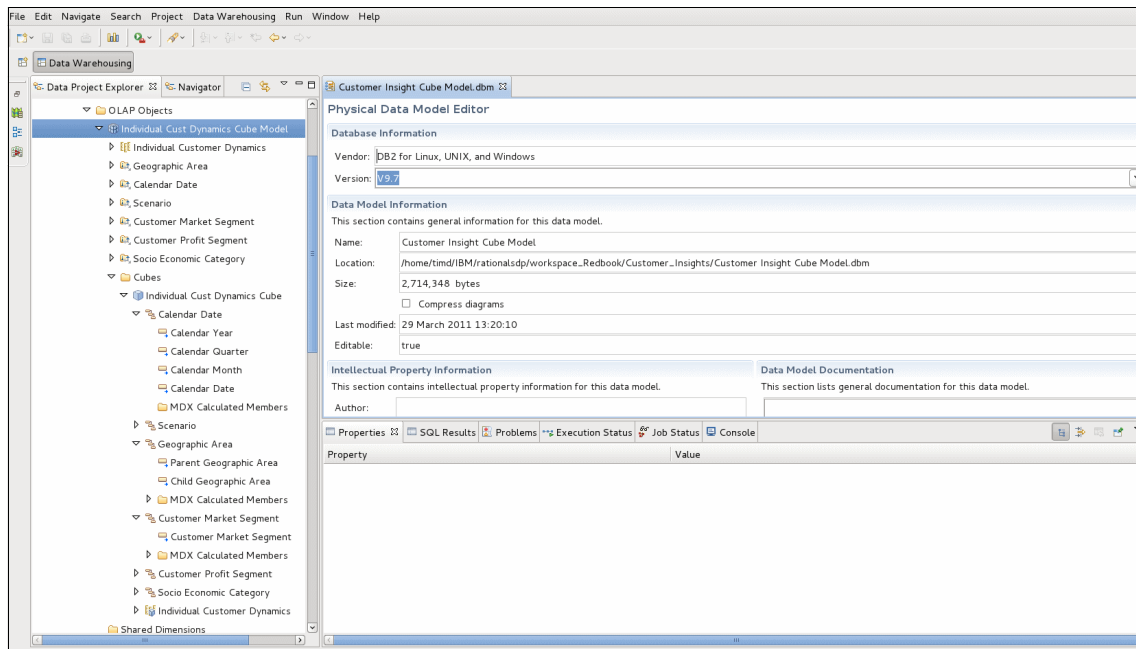 File Edit Navigate Search Project Data Warehousing Run Window Help
Data Warehousing
Data Project Explorer Navigator
OLAP Objects
Individual Cust Dynamics Cube Model
Individual Customer Dynamics
Geographic Area
Calendar Date
Scenario
Customer Market Segment
Customer Profit Segment
Socio Economic Category
Cubes
Individual Cust Dynamics Cube
Calendar Date
Calendar Year
Calendar Quarter
Calendar Month
Calendar Date
MDX Calculated Members
Scenario
Geographic Area
Parent Geographic Area
Child Geographic Area
MDX Calculated Members
Customer Market Segment
Customer Market Segment
MDX Calculated Members
Customer Profit Segment
Socio Economic Category
Individual Customer Dynamics
Shared Dimensions
Customer Insight Cube Model.dbm
Physical Data Model Editor
Database Information
Vendor: DB2 for Linux, UNIX, and Windows
Version: V9.7
Data Model Information
This section contains general information for this data model.
Name: Customer Insight Cube Model
Location: /home/timd/IBM/rationalsdp/workspace_Redbook/Customer_Insights/Customer Insight Cube Model.dbm
Size: 2,714,348 bytes
Compress diagrams
Last modified: 29 March 2011 13:20:10
Editable: true
Intellectual Property Information
This section contains intellectual property information for this data model.
Author:
Data Model Documentation
This section lists general documentation for this data model.
Properties SQL Results Problems Execution Status Job Status Console
Property Value